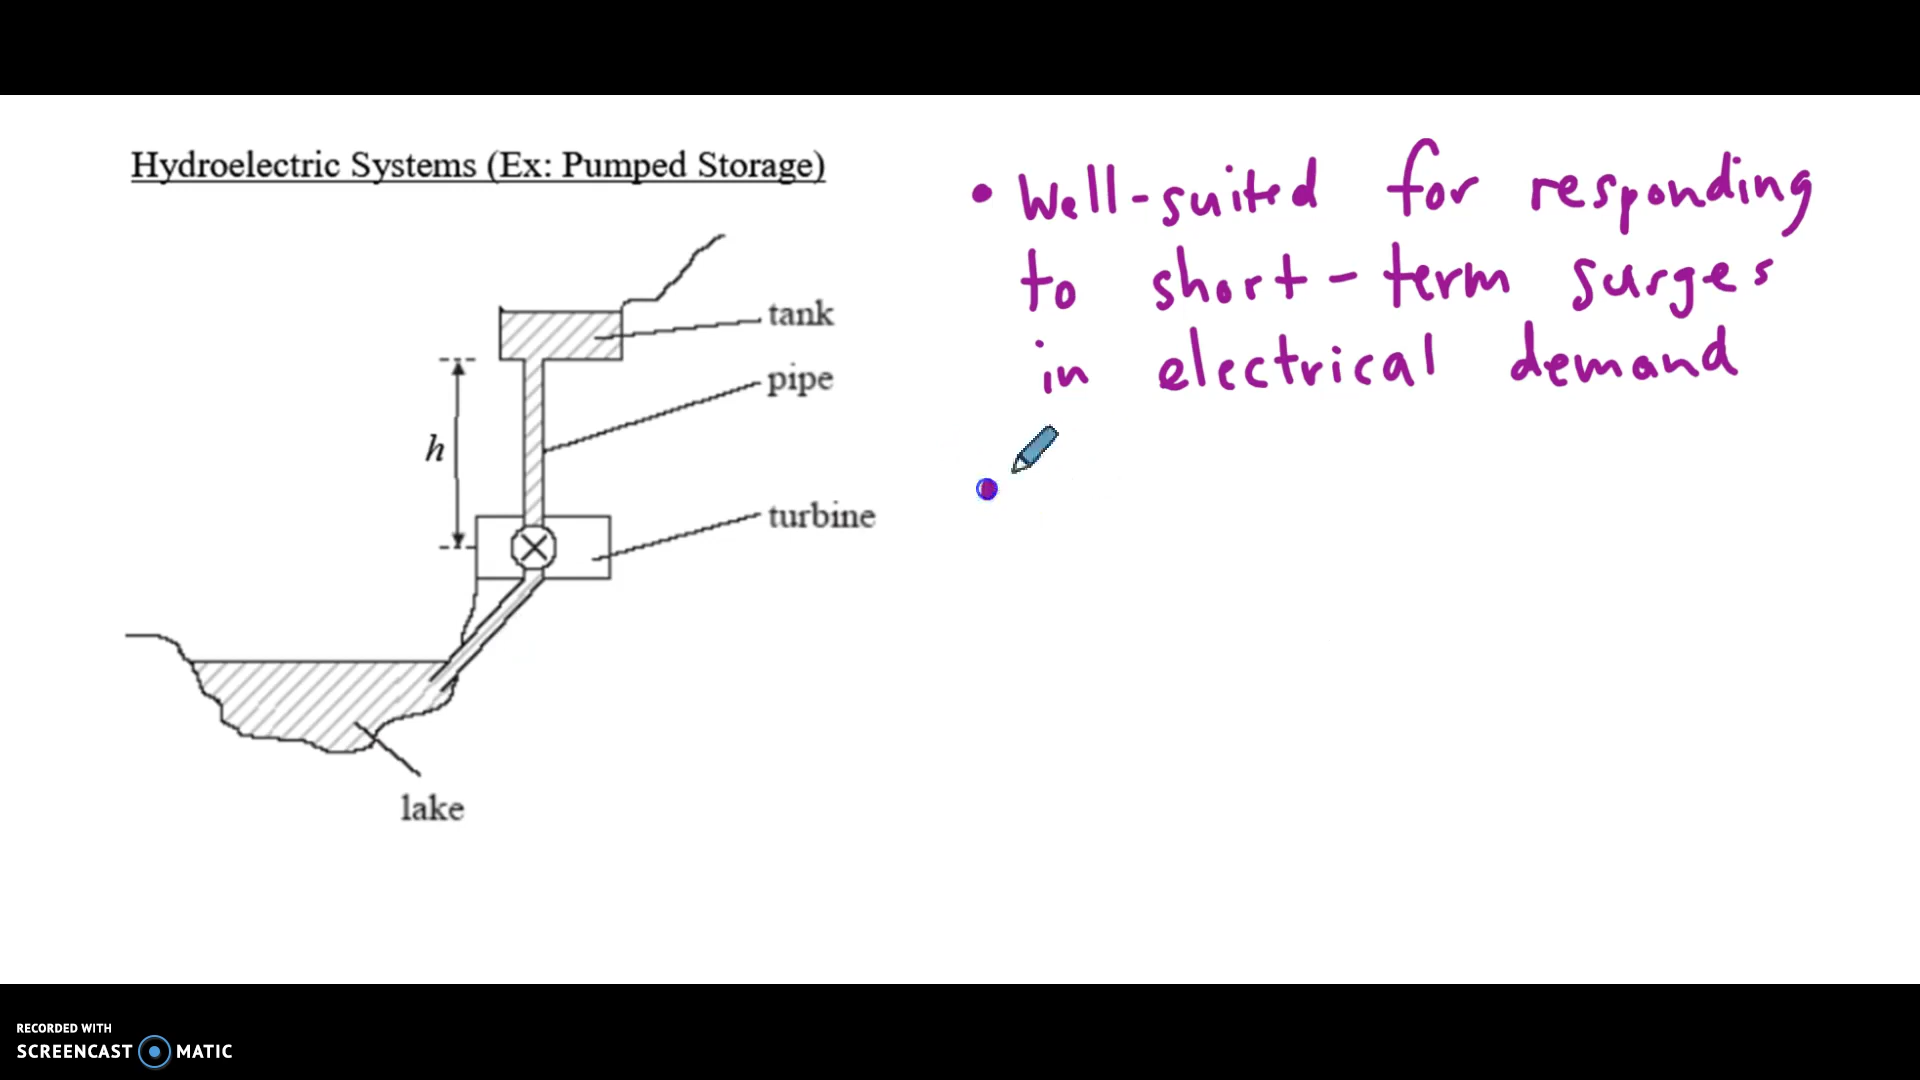 Hydroelectric Systems (Ex: Pumped Storage)
• Well-suited for responding
to short-term surges
in electrical demand
tank
pipe
h
turbine
lake
RECORDED WITH
SCREENCAST MATIC